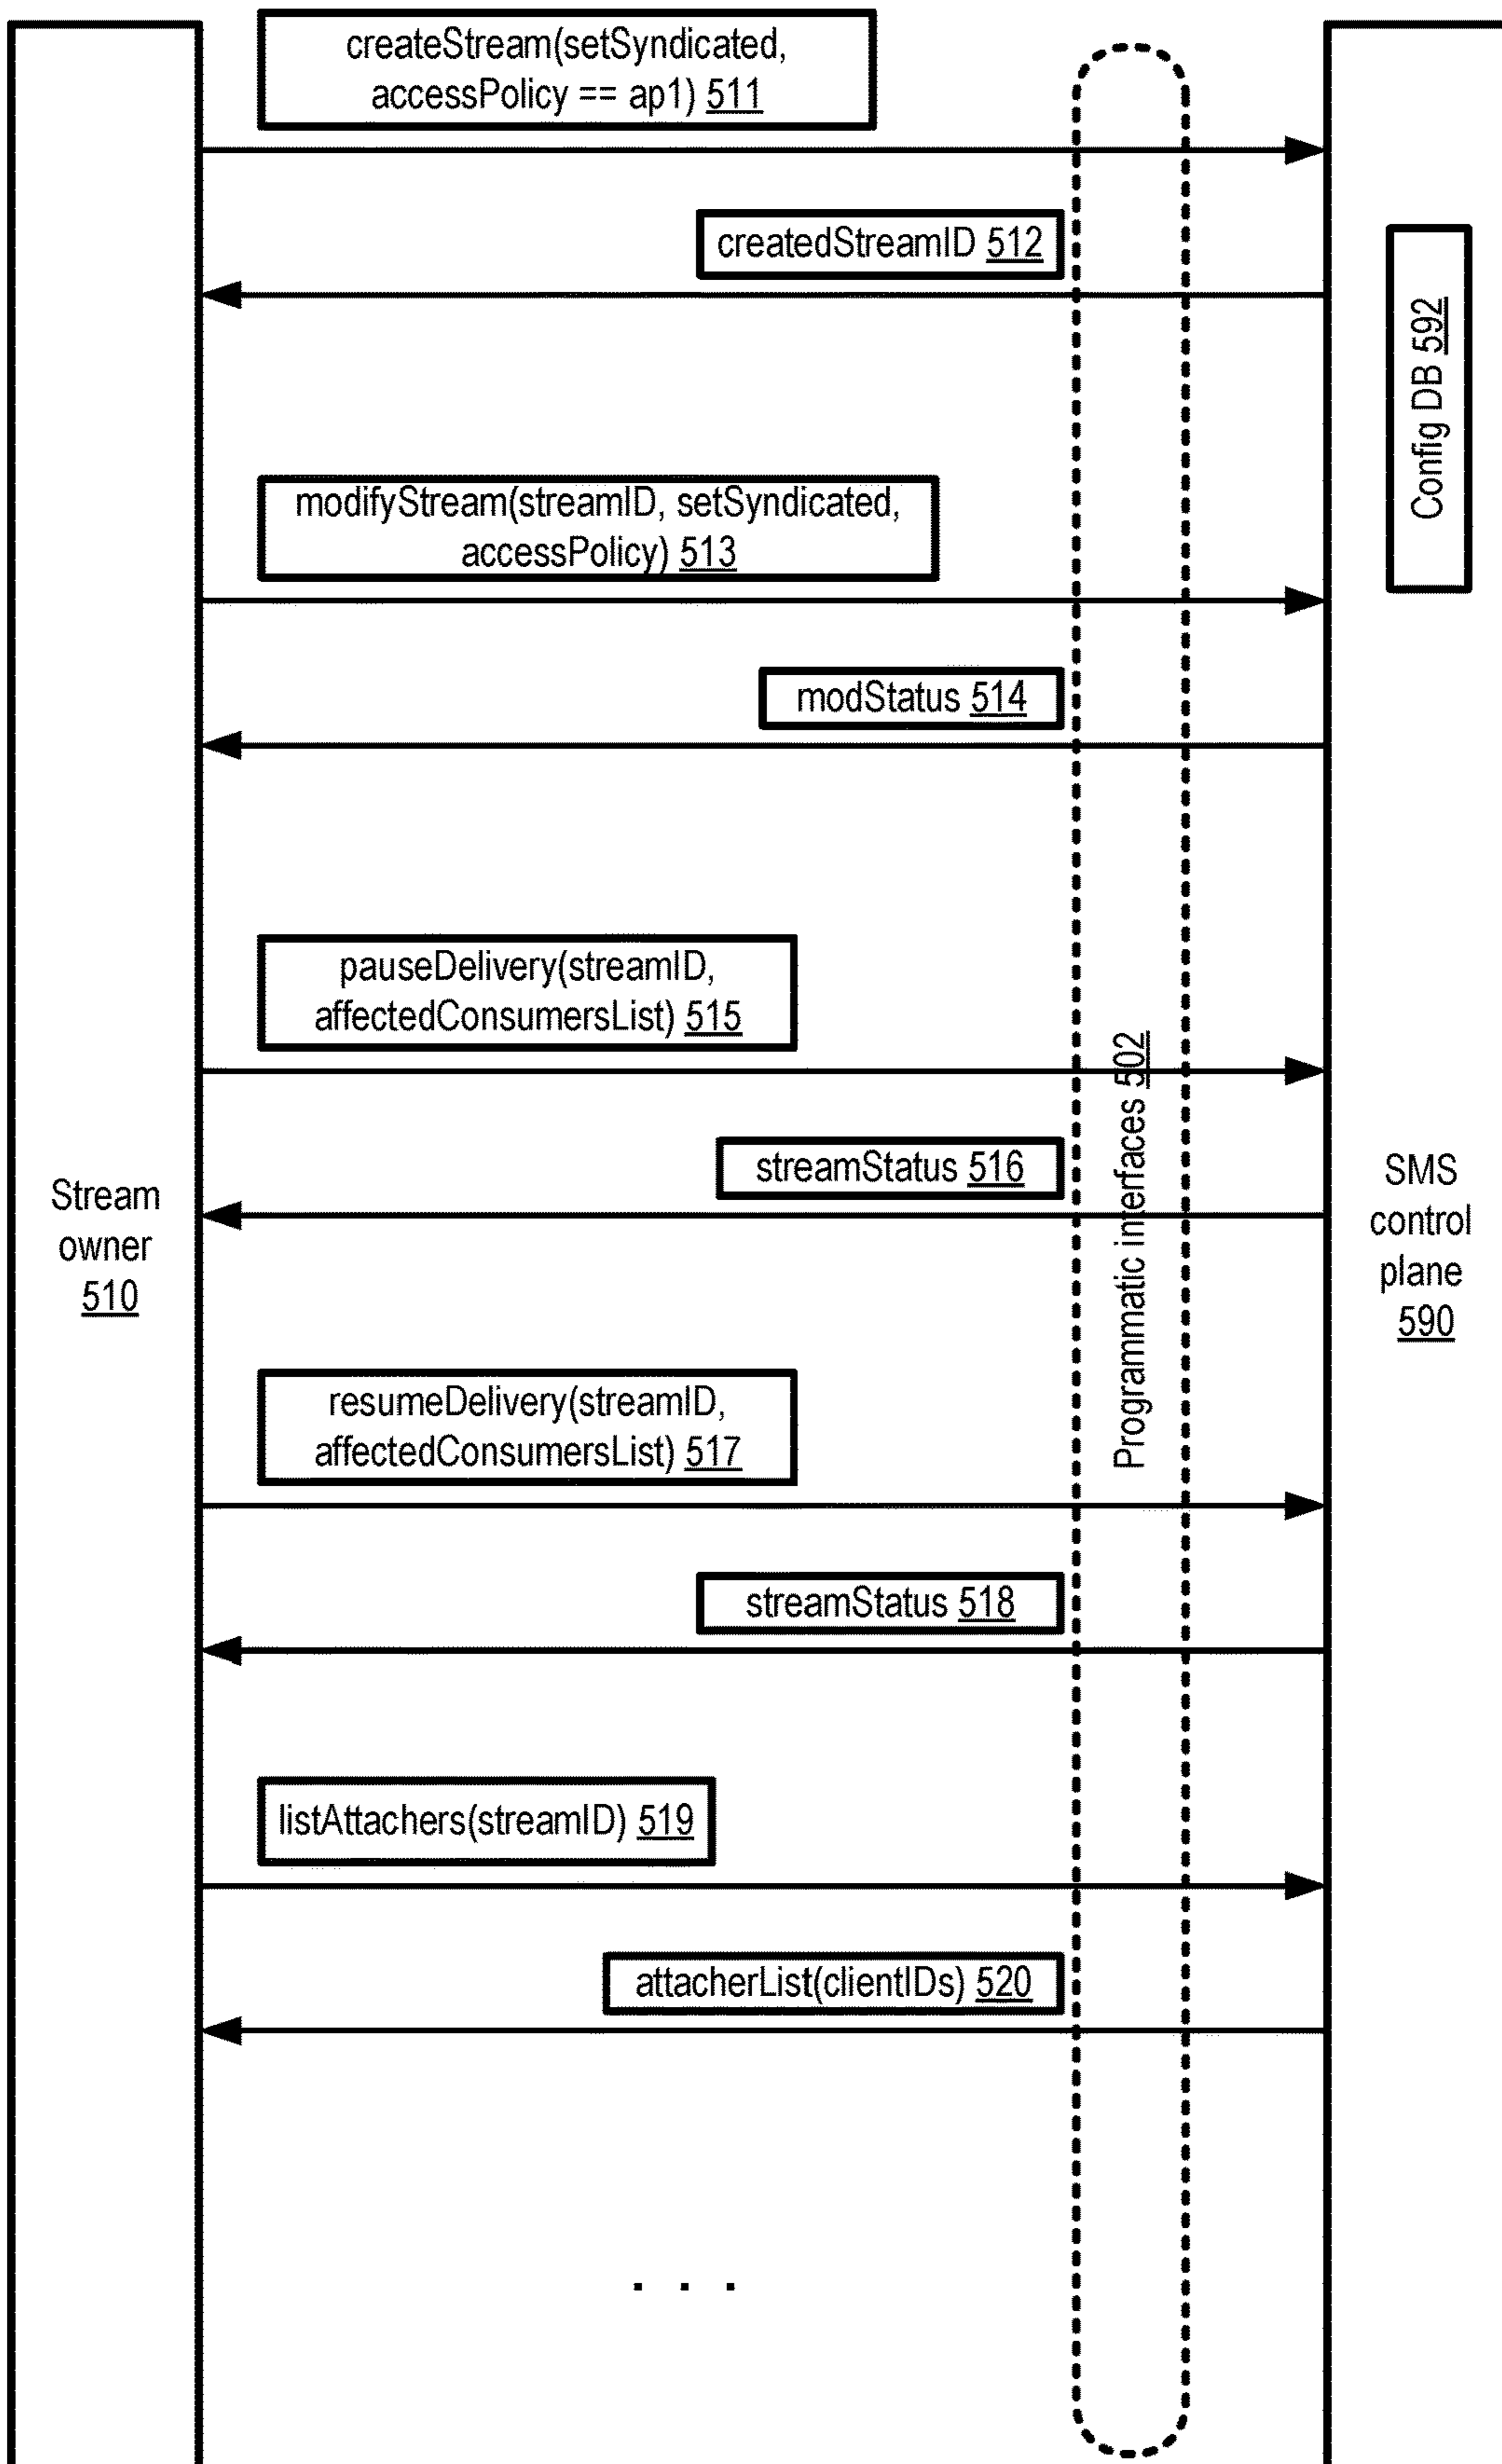 createStream(setSyndicated,
accessPolicy == ap1) 511
createdStreamID 512
Config DB 592
modifyStream(streamID, setSyndicated,
accessPolicy) 513
modStatus 514
pauseDelivery(streamID,
affectedConsumersList) 515
Programmatic interfaces 502
streamStatus 516
Stream
owner
510
SMS
control
plane
590
resumeDelivery(streamID,
affectedConsumersList) 517
streamStatus 518
listAttachers(streamID) 519
attacherList(clientIDs) 520
. . .